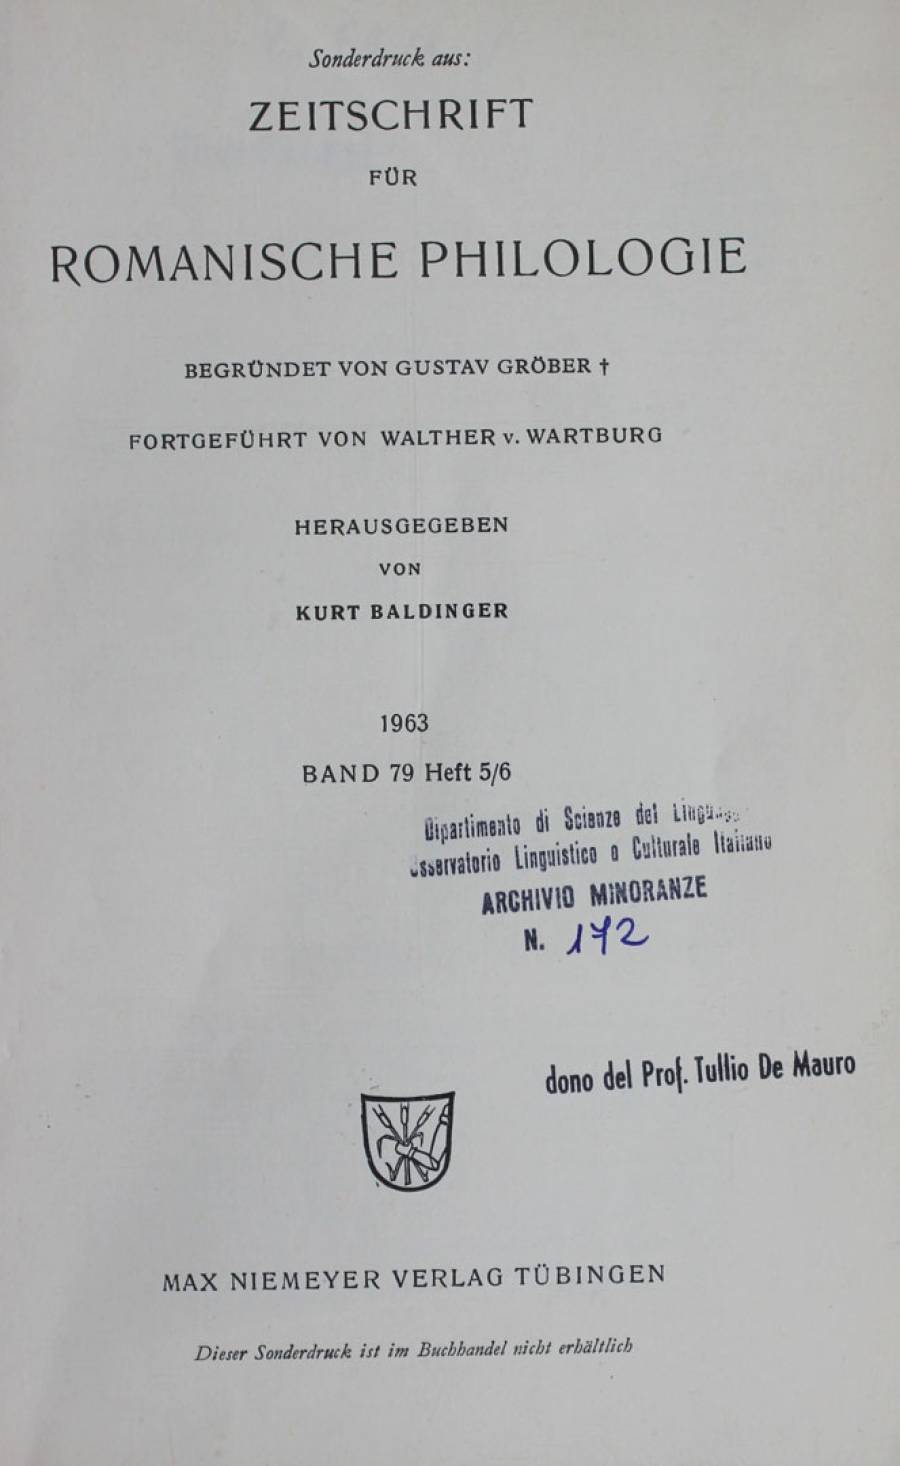 Sonderdruck aus:
ZEITSCHRIFT
FÜR
ROMANISCHE PHILOLOGIE
BEGRÜNDET VON GUSTAV GRÖBER †
FORTGEFÜHRT VON WALTHER v. WARTBURG
HERAUSGEGEBEN
VON
KURT BALDINGER
1963
BAND 79 Heft 5/6
Dipartimento di Scienze del
Linguistico e Culturale Italiano
ARCHIVIO MINORANZE
N. 172
dono del Prof. Tullio De Mauro
MAX NIEMEYER VERLAG TÜBINGEN
Dieser Sonderdruck ist im Buchhandel nicht erhältlich